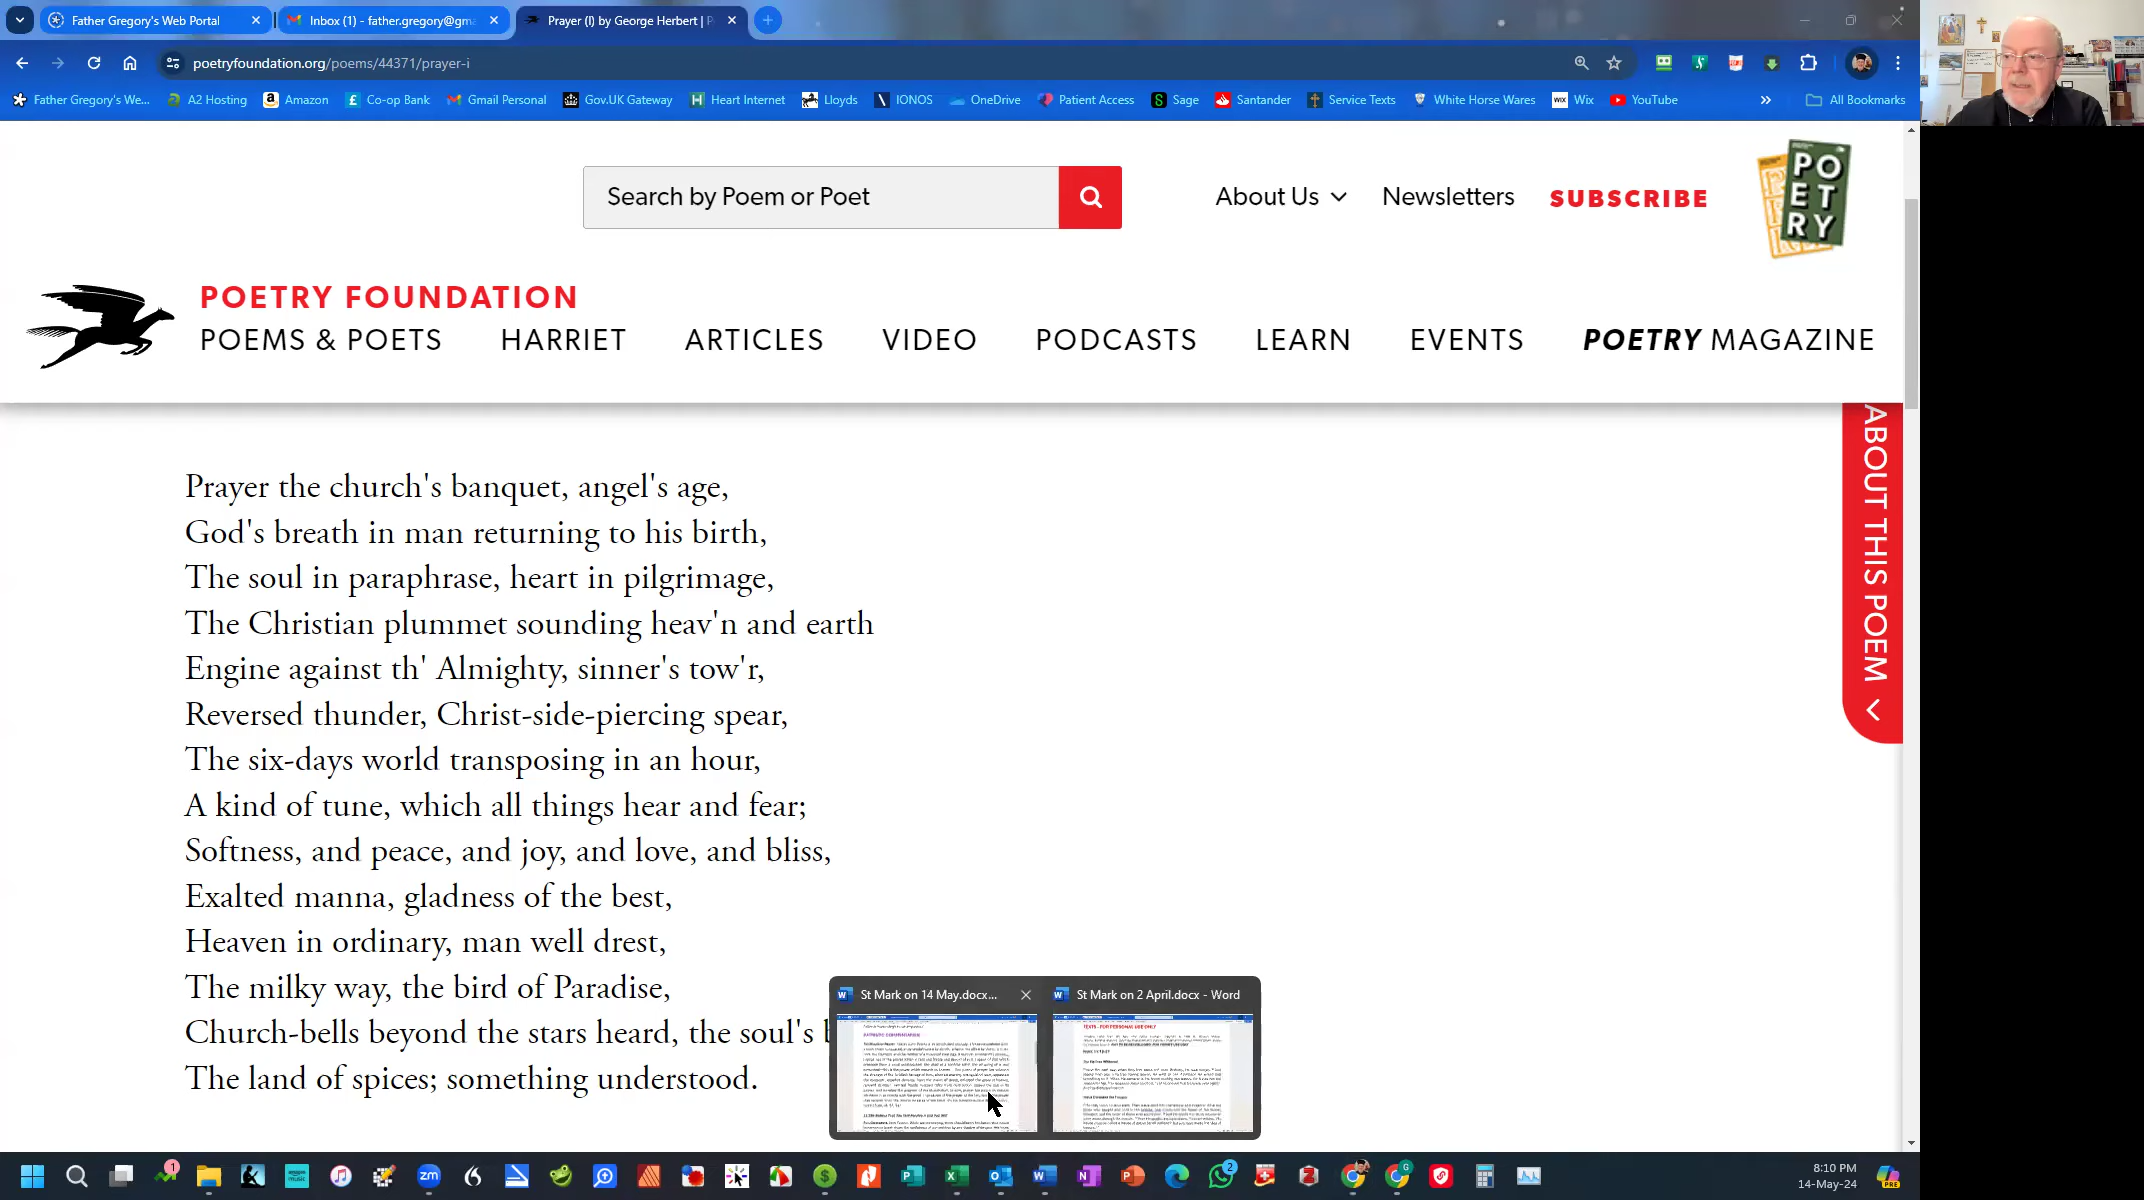 Father Gregory's Web Portal
Inbox (1) - father.gregory@gma
Prayer (I) by George Herbert | P
poetryfoundation.org/poems/44371/prayer-i
Father Gregory's We... A2 Hosting Amazon Co-op Bank Gmail Personal Gov.UK Gateway Heart Internet Lloyds IONOS OneDrive Patient Access Sage Santander Service Texts White Horse Wares Wix YouTube All Bookmarks
Search by Poem or Poet
About Us Newsletters SUBSCRIBE
POETRY
POETRY FOUNDATION
POEMS & POETS HARRIET ARTICLES VIDEO PODCASTS LEARN EVENTS POETRY MAGAZINE
ABOUT THIS POEM
Prayer the church's banquet, angel's age,
God's breath in man returning to his birth,
The soul in paraphrase, heart in pilgrimage,
The Christian plummet sounding heav'n and earth
Engine against th' Almighty, sinner's tow'r,
Reversed thunder, Christ-side-piercing spear,
The six-days world transposing in an hour,
A kind of tune, which all things hear and fear;
Softness, and peace, and joy, and love, and bliss,
Exalted manna, gladness of the best,
Heaven in ordinary, man well drest,
The milky way, the bird of Paradise,
Church-bells beyond the stars heard, the soul's b
The land of spices; something understood.
St Mark on 14 May.docx...
St Mark on 2 April.docx - Word
TEXTS - FOR PERSONAL USE ONLY
8:10 PM
14-May-24